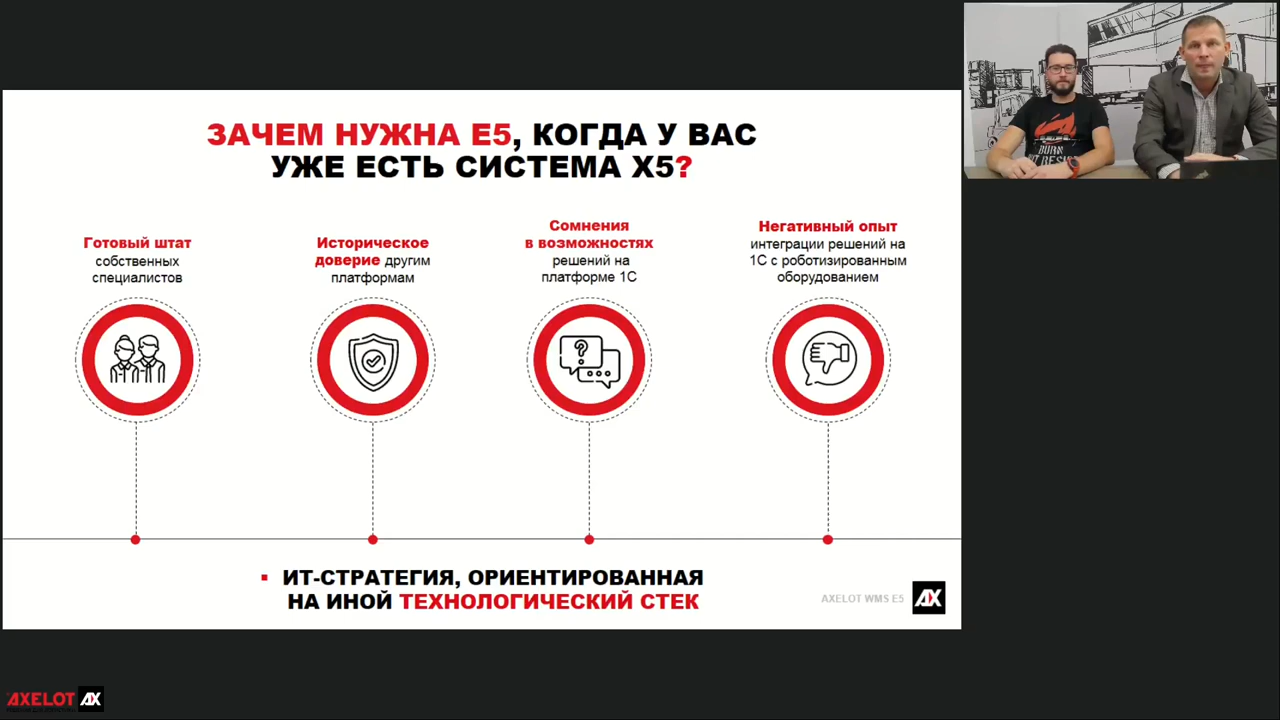 ЗАЧЕМ НУЖНА E5, КОГДА У ВАС
УЖЕ ЕСТЬ СИСТЕМА X5?
Готовый штат
собственных
специалистов
Историческое
доверие другим
платформам
Сомнения
в возможностях
решений на
платформе 1С
Негативный опыт
интеграции решений на
1С с роботизированным
оборудованием
▪ ИТ-СТРАТЕГИЯ, ОРИЕНТИРОВАННАЯ
НА ИНОЙ ТЕХНОЛОГИЧЕСКИЙ СТЕК
AXELOT WMS E5
AX
AXELOT AX
BURN